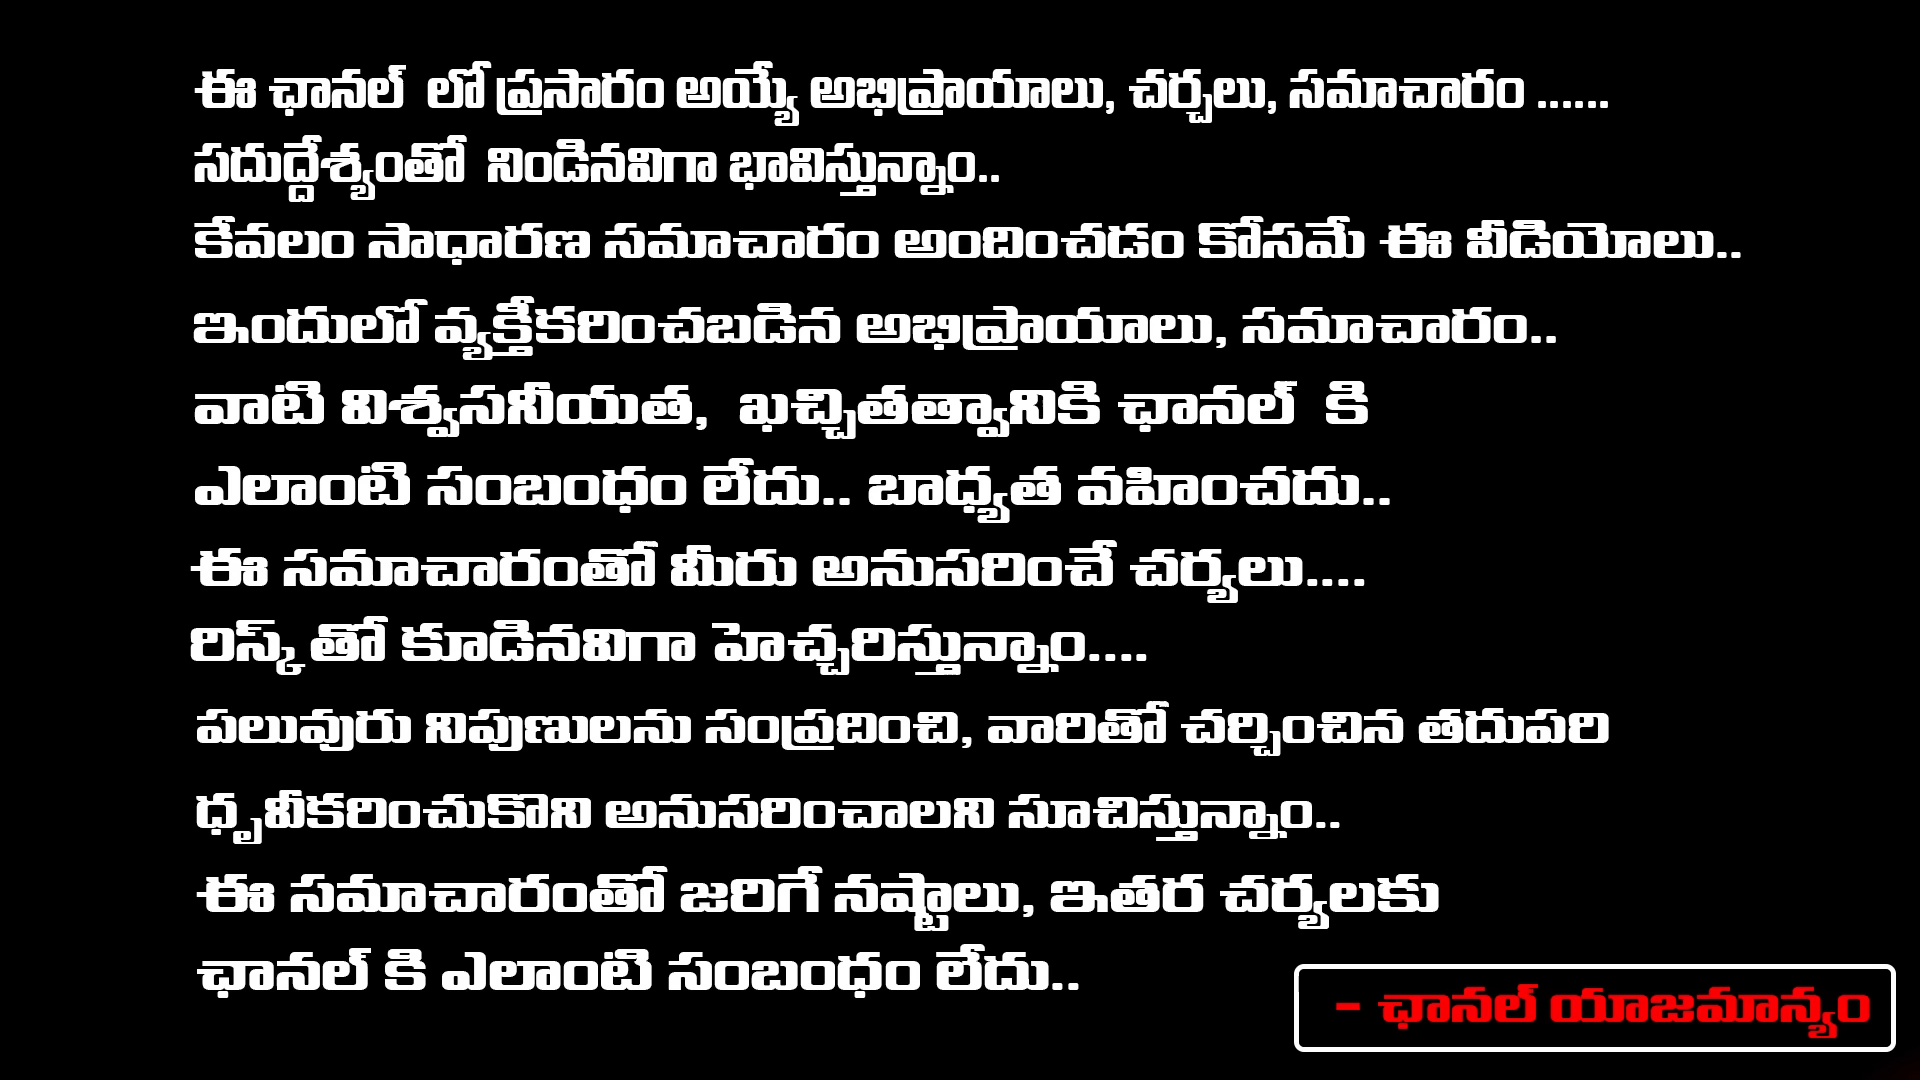 ఈ ఛానల్ లో ప్రసారం అయ్యే అభిప్రాయాలు, చర్చలు, సమాచారం ......
సదుద్దేశ్యంతో నిండినవిగా భావిస్తున్నాం..
కేవలం సాధారణ సమాచారం అందించడం కోసమే ఈ వీడియోలు..
ఇందులో వ్యక్తీకరించబడిన అభిప్రాయాలు, సమాచారం..
వాటి విశ్వసనీయత, ఖచ్చితత్వానికి ఛానల్ కి
ఎలాంటి సంబంధం లేదు.. బాధ్యత వహించదు..
ఈ సమాచారంతో మీరు అనుసరించే చర్యలు....
రిస్క్ తో కూడినవిగా హెచ్చరిస్తున్నాం....
పలువురు నిపుణులను సంప్రదించి, వారితో చర్చించిన తదుపరి
ధృవీకరించుకొని అనుసరించాలని సూచిస్తున్నాం..
ఈ సమాచారంతో జరిగే నష్టాలు, ఇతర చర్యలకు
ఛానల్ కి ఎలాంటి సంబంధం లేదు..
- ఛానల్ యాజమాన్యం